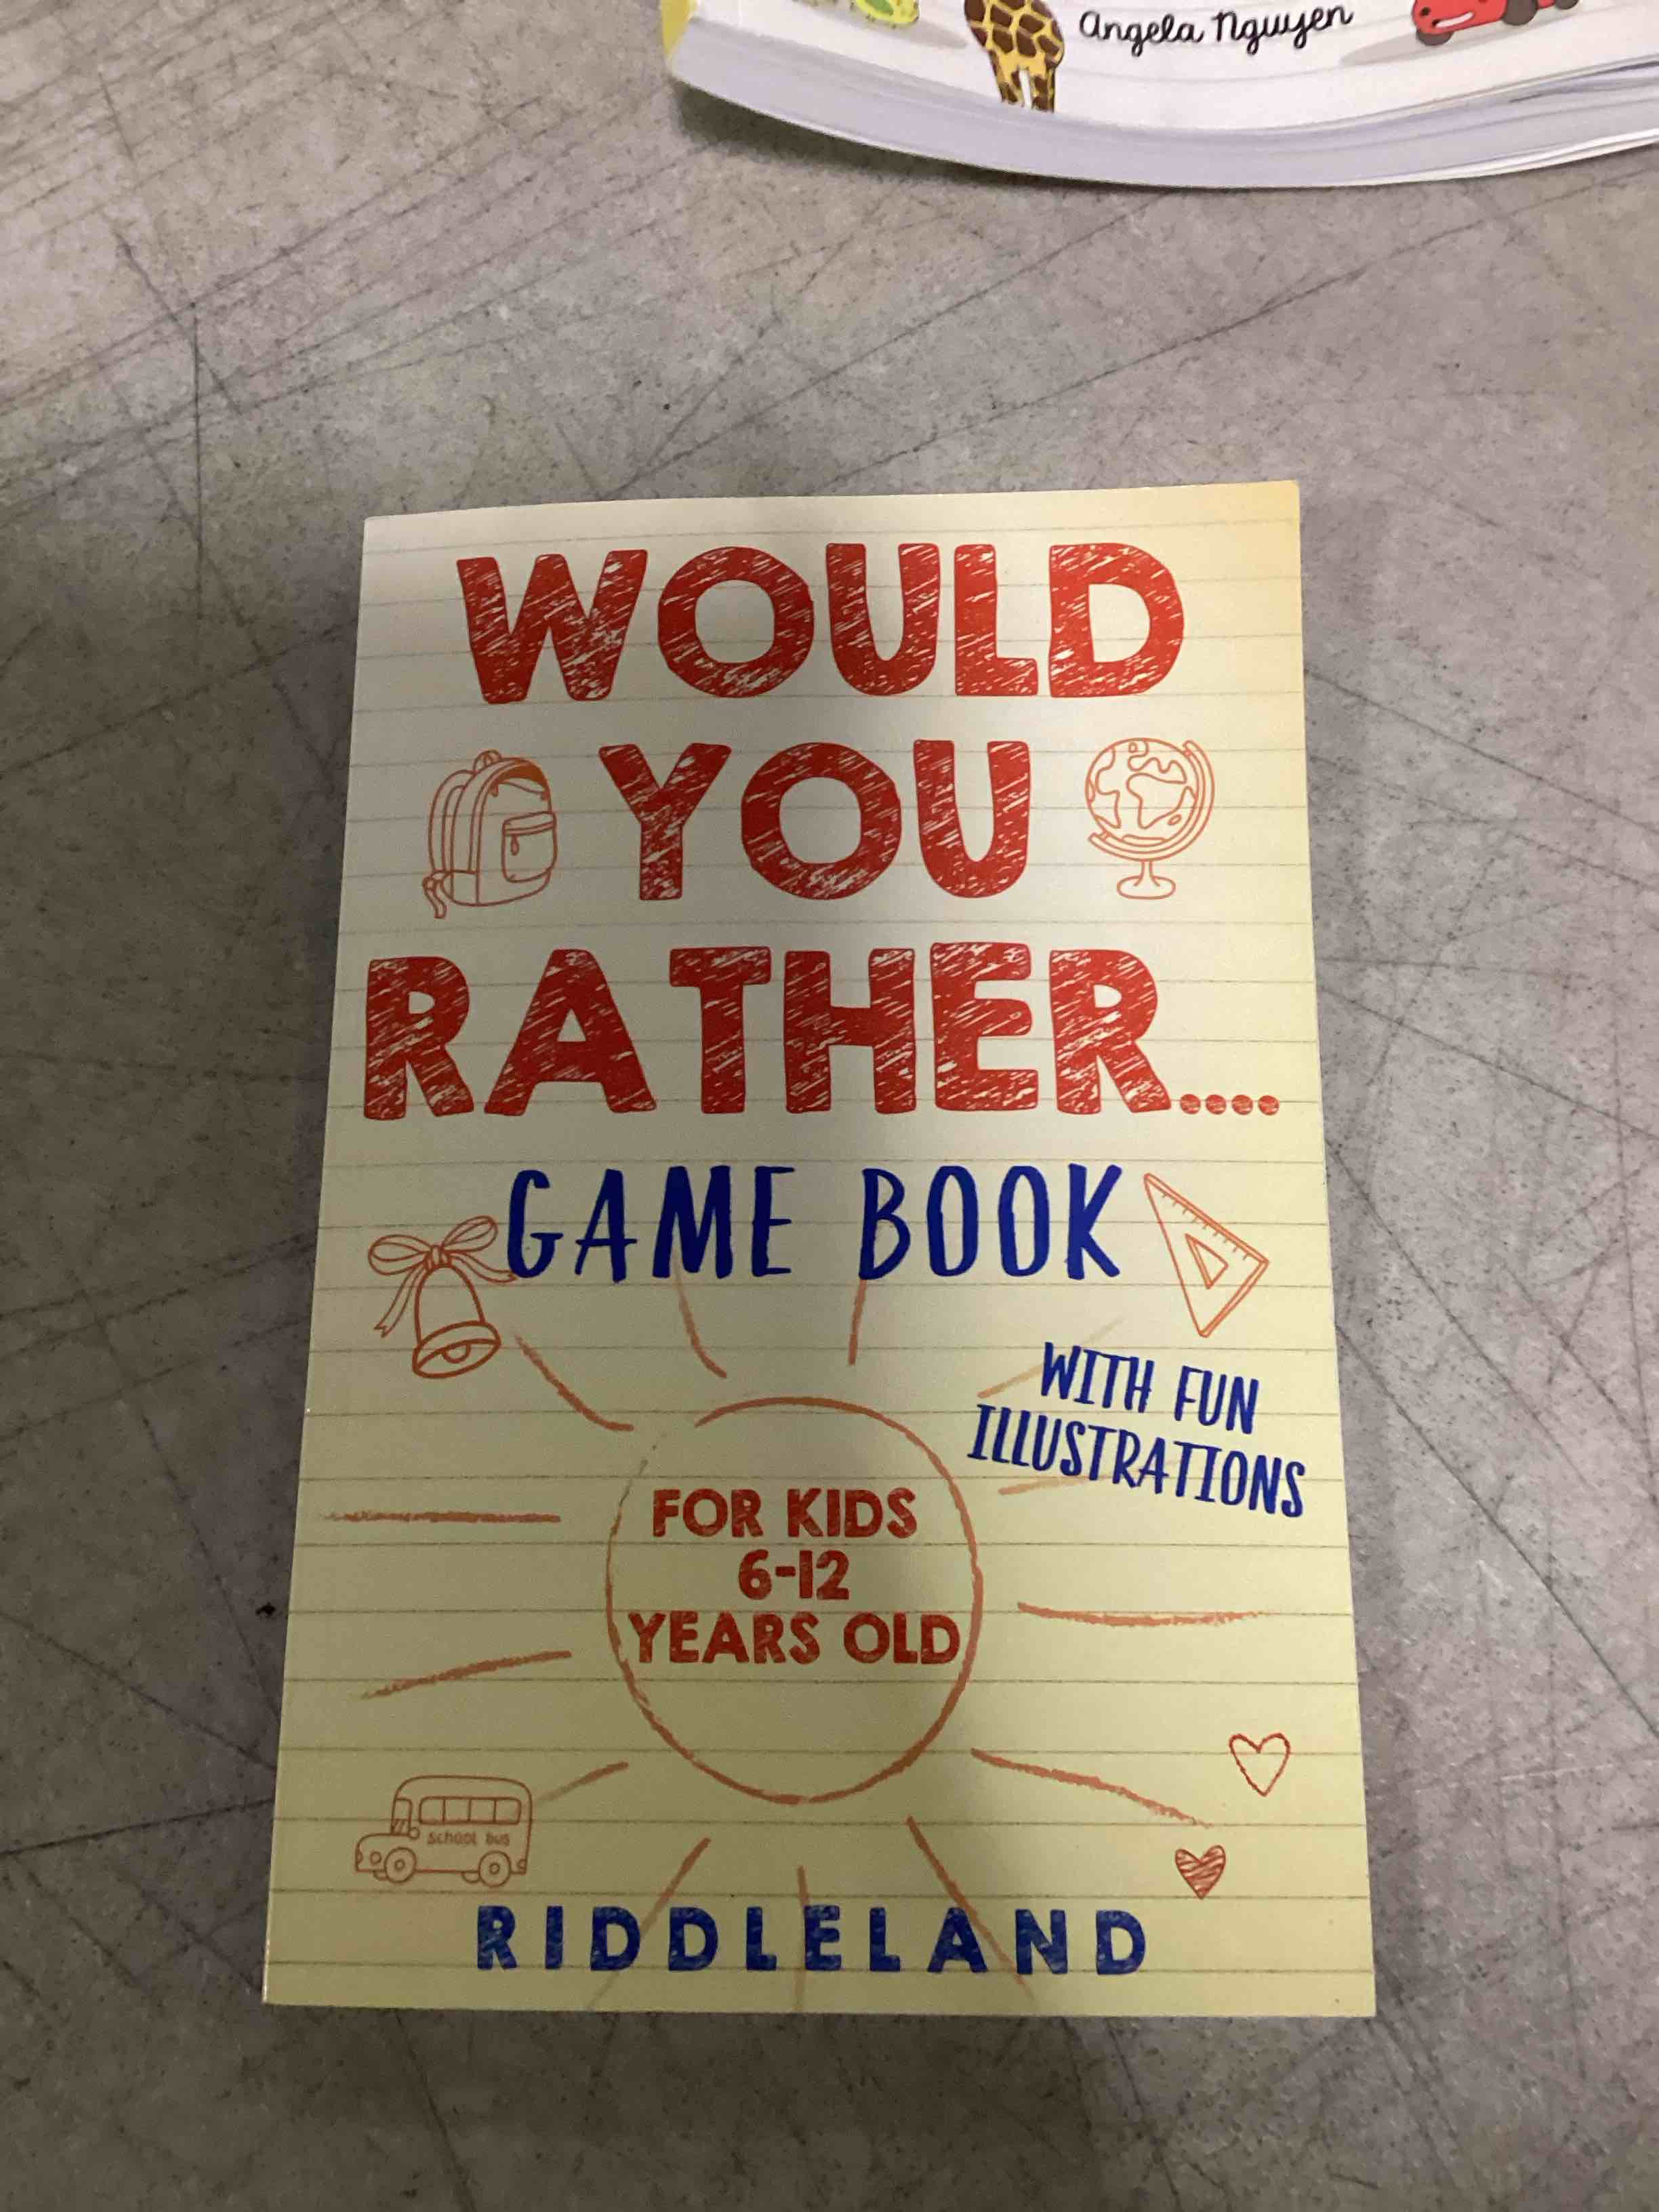 Angela Nguyen
WOULD
YOU
RATHER....
GAME BOOK
WITH FUN
ILLUSTRATIONS
FOR KIDS
6-12
YEARS OLD
SCHOOL BUS
RIDDLELAND